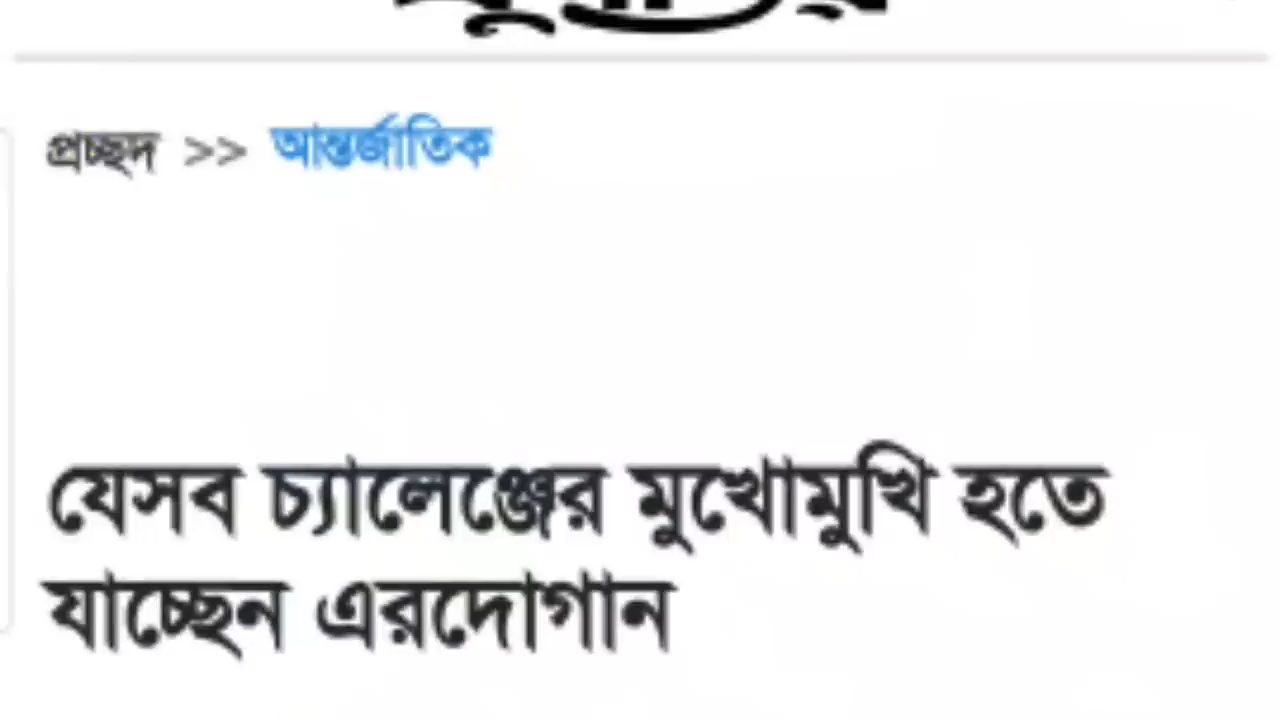 প্রচ্ছদ >> আন্তর্জাতিক
যেসব চ্যালেঞ্জের মুখোমুখি হতে
যাচ্ছেন এরদোগান